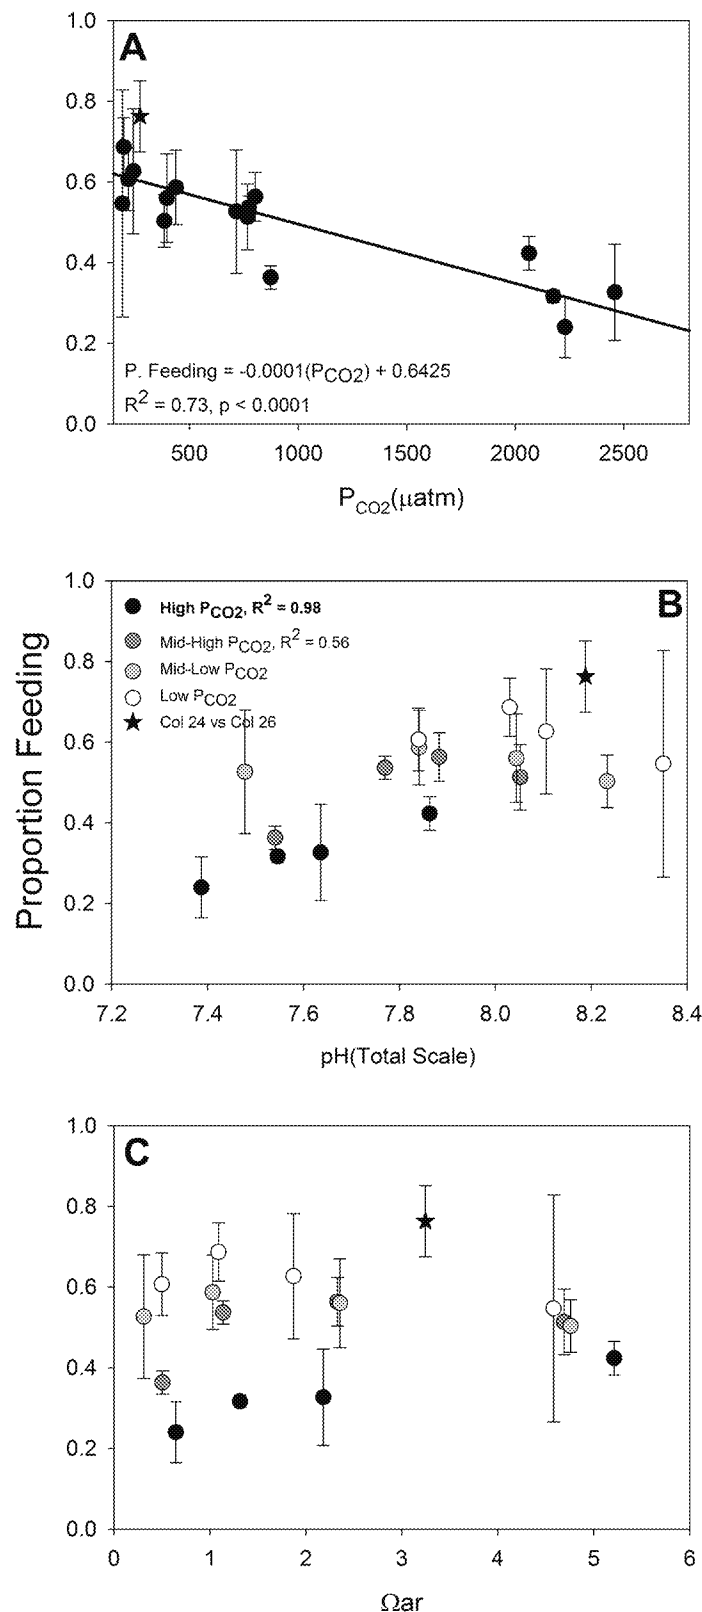 1.0
A
0.8
0.6
0.4
0.2
P. Feeding = -0.0001(PCO2) + 0.6425
R2 = 0.73, p < 0.0001
0.0
500 1000 1500 2000 2500
PCO2(µatm)
Proportion Feeding
1.0
B
High PCO2, R2 = 0.98
Mid-High PCO2, R2 = 0.56
0.8
Mid-Low PCO2
Low PCO2
Col 24 vs Col 26
0.6
0.4
0.2
0.0
7.2 7.4 7.6 7.8 8.0 8.2 8.4
pH(Total Scale)
1.0
C
0.8
0.6
0.4
0.2
0.0
0 1 2 3 4 5 6
Ωar